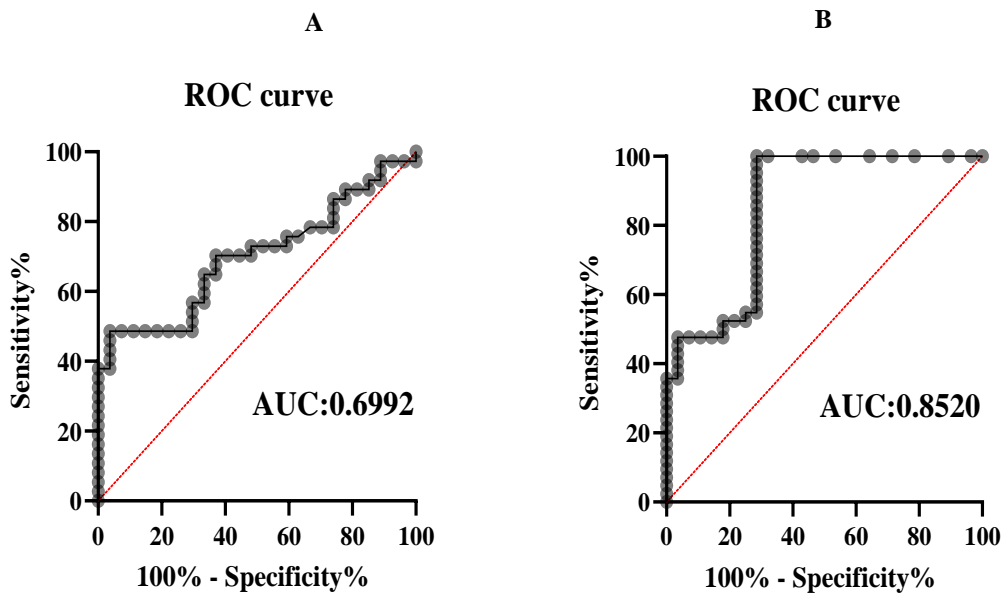 A
ROC curve
Sensitivity%
100
80
60
40
20
0
AUC:0.6992
0 20 40 60 80 100
100% - Specificity%
B
ROC curve
Sensitivity%
100
80
60
40
20
0
AUC:0.8520
0 20 40 60 80 100
100% - Specificity%